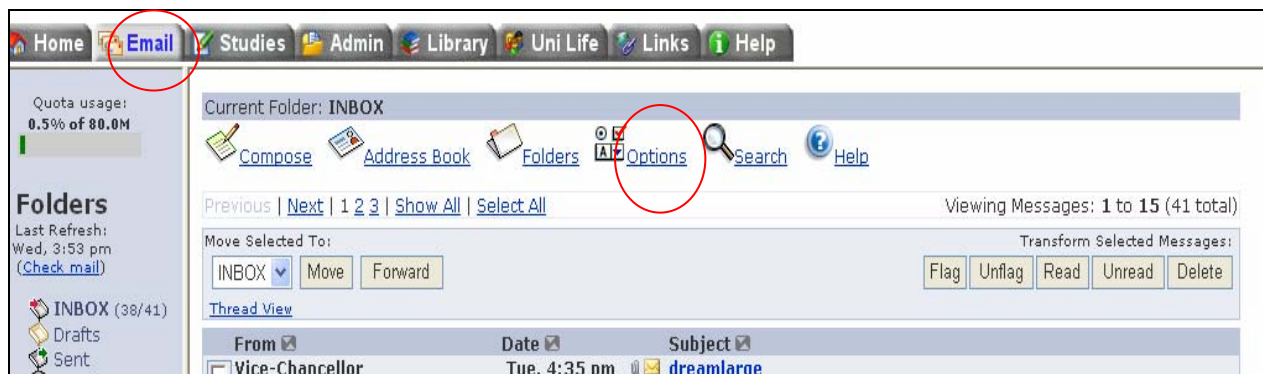 Home Email Studies Admin Library Uni Life Links Help
Quota usage:
0.5% of 80.0M
Folders
Last Refresh:
Wed, 3:53 pm
(Check mail)
INBOX (38/41)
Drafts
Sent
Current Folder: INBOX
Compose Address Book Folders Options Search Help
Previous | Next | 1 2 3 | Show All | Select All Viewing Messages: 1 to 15 (41 total)
Move Selected To: Transform Selected Messages:
INBOX Move Forward Flag Unflag Read Unread Delete
Thread View
From Date Subject
Vice-Chancellor Tue, 4:35 pm dreamlarge